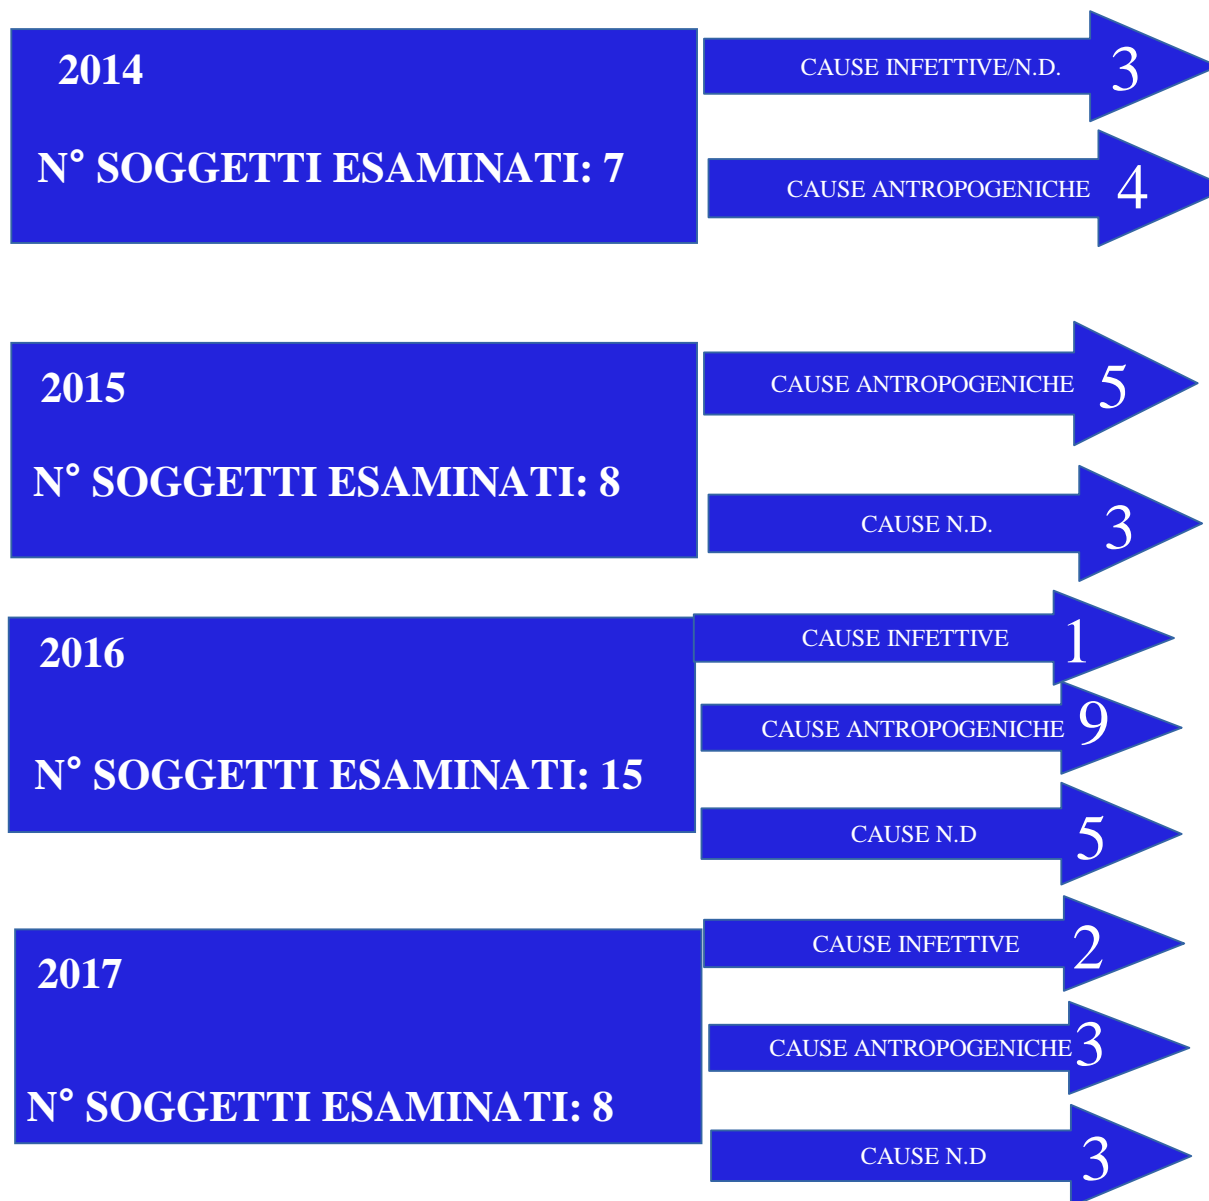 2014
N° SOGGETTI ESAMINATI: 7
CAUSE INFETTIVE/N.D. 3
CAUSE ANTROPOGENICHE 4
2015
N° SOGGETTI ESAMINATI: 8
CAUSE ANTROPOGENICHE 5
CAUSE N.D. 3
2016
N° SOGGETTI ESAMINATI: 15
CAUSE INFETTIVE 1
CAUSE ANTROPOGENICHE 9
CAUSE N.D 5
2017
N° SOGGETTI ESAMINATI: 8
CAUSE INFETTIVE 2
CAUSE ANTROPOGENICHE 3
CAUSE N.D 3